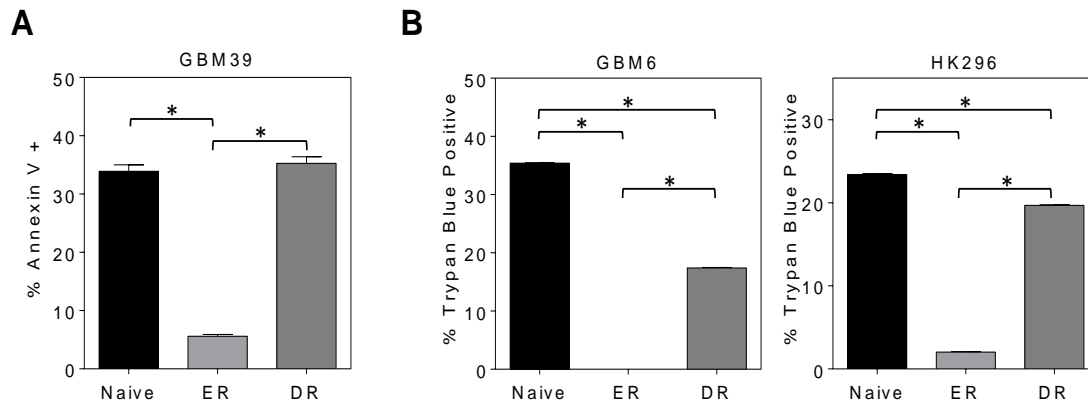 A
GBM39
% Annexin V +
50
40
30
20
10
0
*
*
Naive ER DR
B
GBM6
% Trypan Blue Positive
50
40
30
20
10
0
*
*
*
Naive ER DR
HK296
% Trypan Blue Positive
30
20
10
0
*
*
*
Naive ER DR